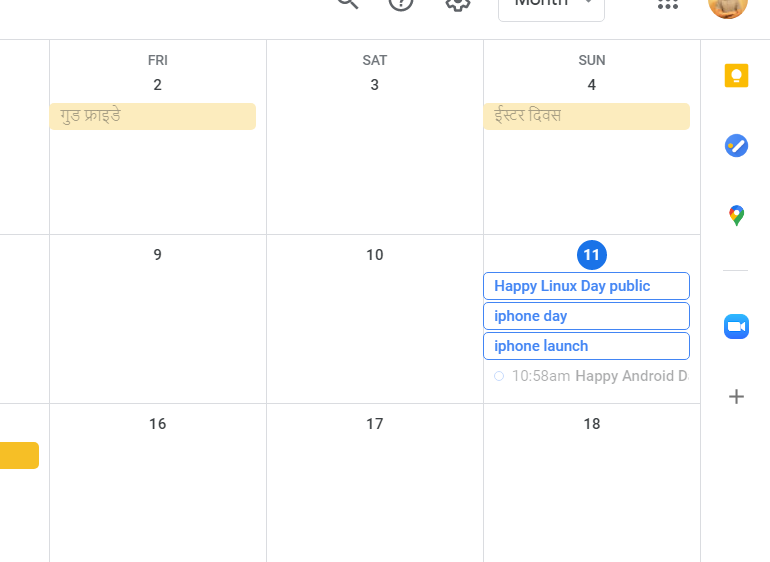 Month
FRI
SAT
SUN
2
3
4
गुड फ्राइडे
ईस्टर दिवस
9
10
11
Happy Linux Day public
iphone day
iphone launch
10:58am Happy Android
16
17
18